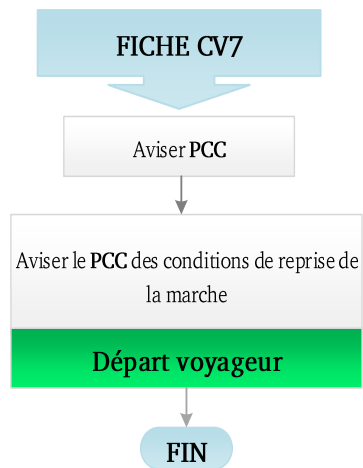 FICHE CV7
Aviser PCC
Aviser le PCC des conditions de reprise de
la marche
Départ voyageur
FIN